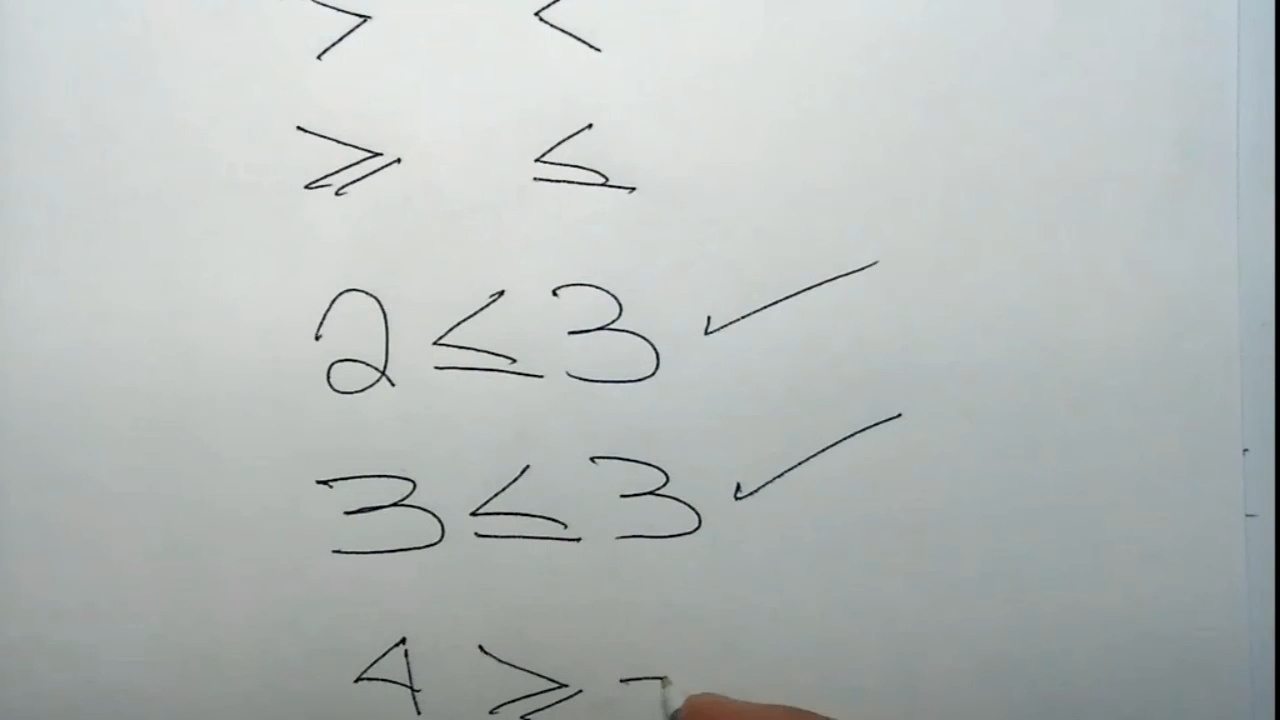 > <
≥ ≤
2 ≤ 3 ✓
3 ≤ 3 ✓
4 ≥